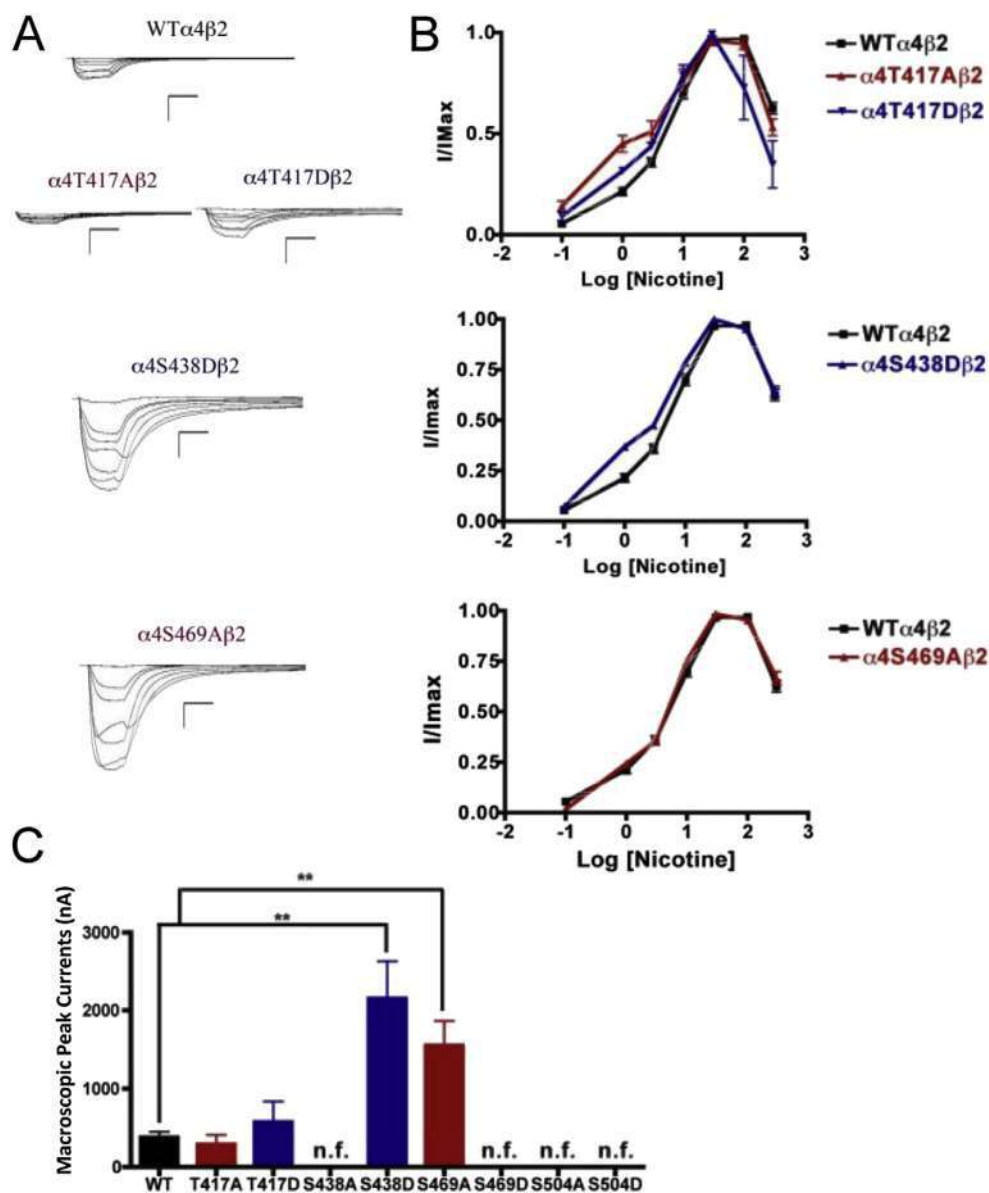 A
WTα4β2
α4T417Aβ2
α4T417Dβ2
α4S438Dβ2
α4S469Aβ2
B
I/IMax
1.0
0.5
0.0
-2 -1 0 1 2 3
Log [Nicotine]
WTα4β2
α4T417Aβ2
α4T417Dβ2
I/Imax
1.00
0.75
0.50
0.25
0.00
-2 -1 0 1 2 3
Log [Nicotine]
WTα4β2
α4S438Dβ2
I/Imax
1.00
0.75
0.50
0.25
0.00
-2 -1 0 1 2 3
Log [Nicotine]
WTα4β2
α4S469Aβ2
C
Macroscopic Peak Currents (nA)
3000
2000
1000
0
**
**
n.f. n.f. n.f. n.f.
WT T417A T417D S438A S438D S469A S469D S504A S504D